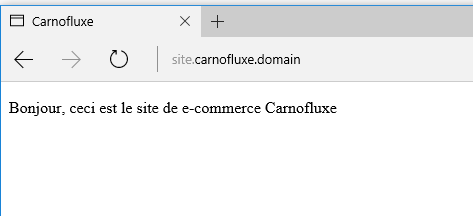 Carnofluxe
site.carnofluxe.domain
Bonjour, ceci est le site de e-commerce Carnofluxe